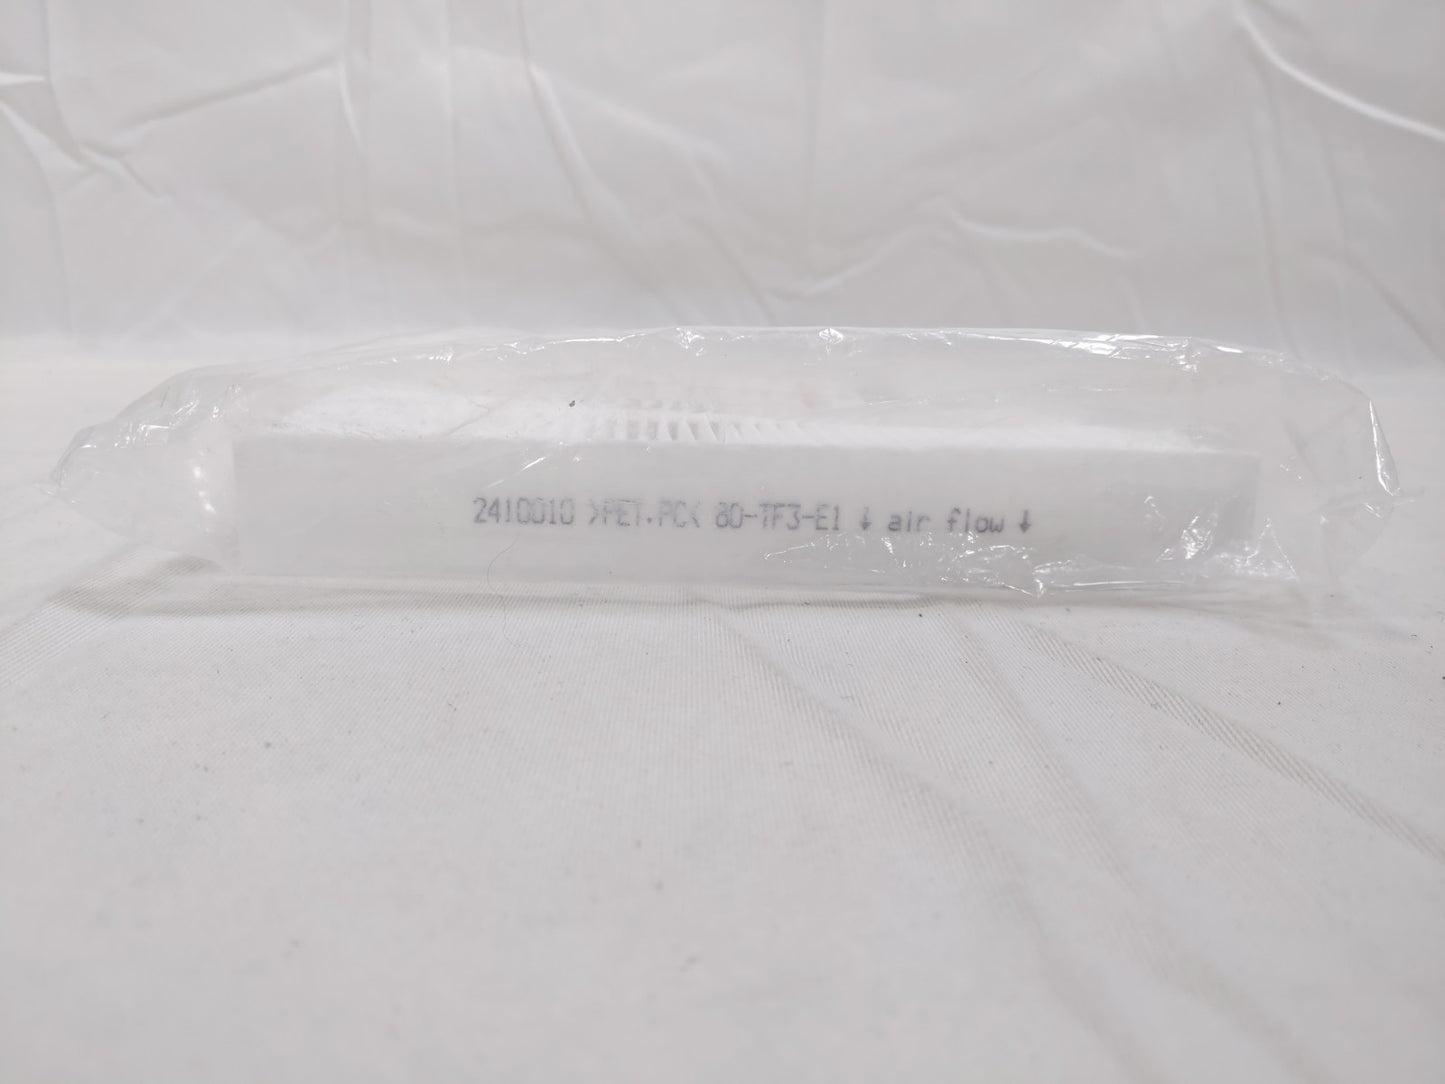 2410010 >PET.PC< 80-TF3-E1 ↓ air flow ↓